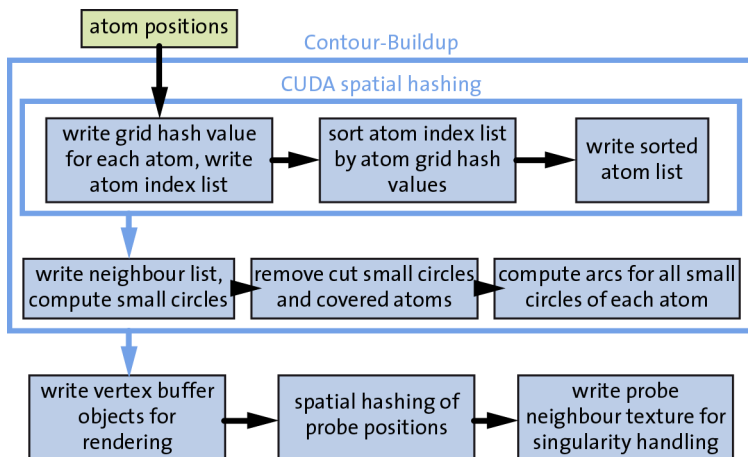 atom positions
Contour-Buildup
CUDA spatial hashing
write grid hash value
for each atom, write
atom index list
sort atom index list
by atom grid hash
values
write sorted
atom list
write neighbour list,
compute small circles
remove cut small circles
and covered atoms
compute arcs for all small
circles of each atom
write vertex buffer
objects for
rendering
spatial hashing of
probe positions
write probe
neighbour texture for
singularity handling